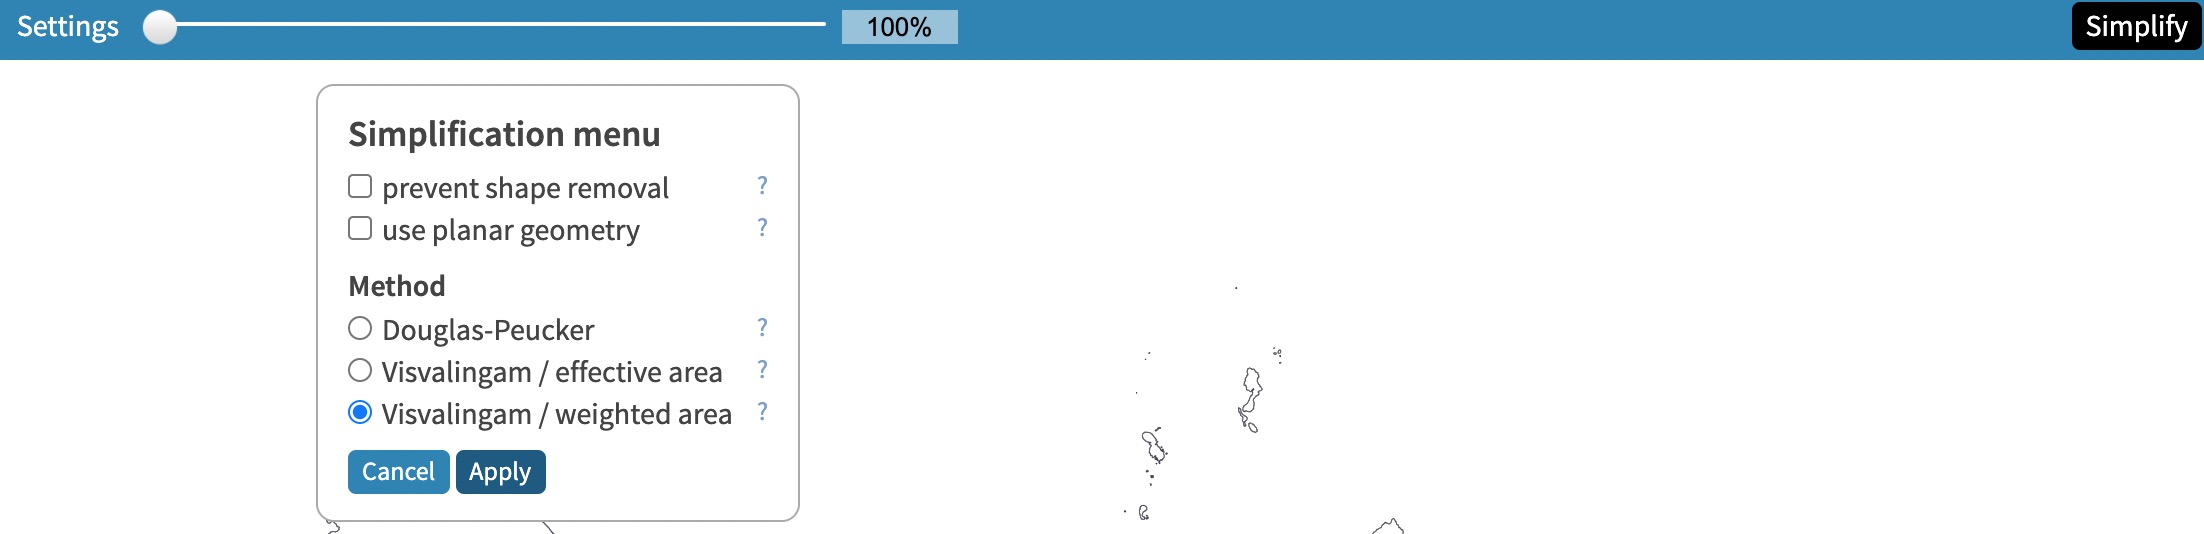 Settings 100% Simplify
Simplification menu
prevent shape removal ?
use planar geometry ?
Method
Douglas-Peucker ?
Visvalingam / effective area ?
Visvalingam / weighted area ?
Cancel Apply